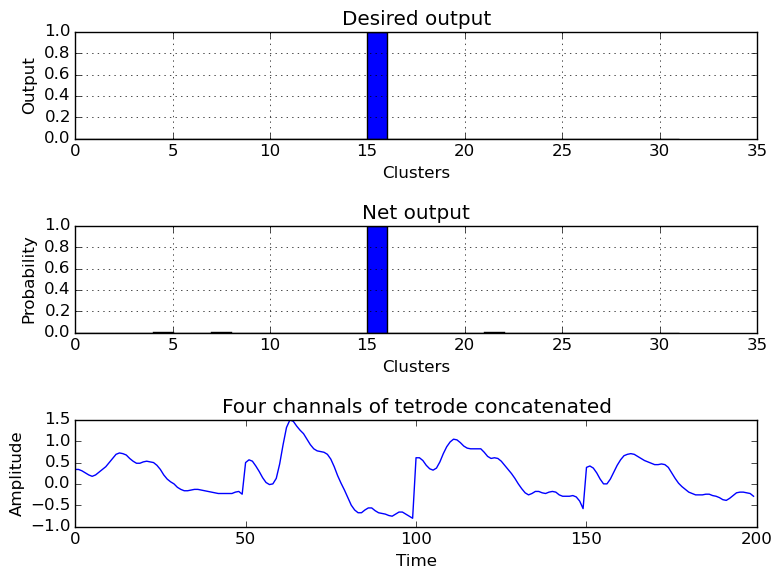 Desired output
1.0
0.8
0.6
0.4
0.2
0.0
Output
0 5 10 15 20 25 30 35
Clusters
Net output
1.0
0.8
0.6
0.4
0.2
0.0
Probability
0 5 10 15 20 25 30 35
Clusters
Four channals of tetrode concatenated
1.5
1.0
0.5
0.0
−0.5
−1.0
Amplitude
0 50 100 150 200
Time